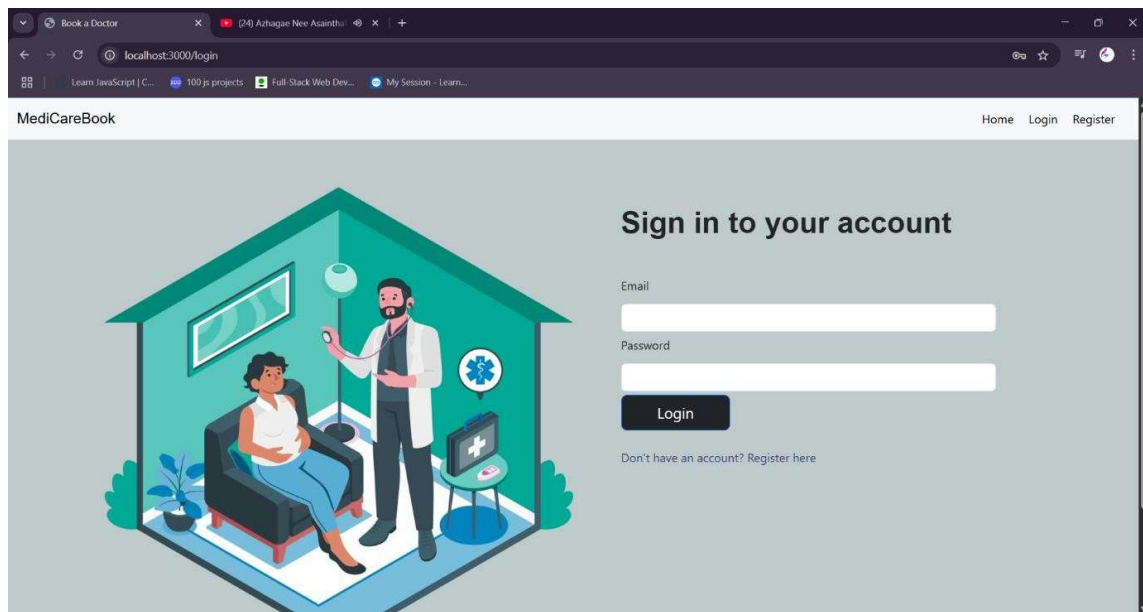 Book a Doctor
(24) Azhagae Nee Asaintha
localhost:3000/login
Learn JavaScript | C...
100 js projects
Full-Stack Web Dev...
My Session - Learn...
MediCareBook
Home
Login
Register
Sign in to your account
Email
Password
Login
Don't have an account? Register here